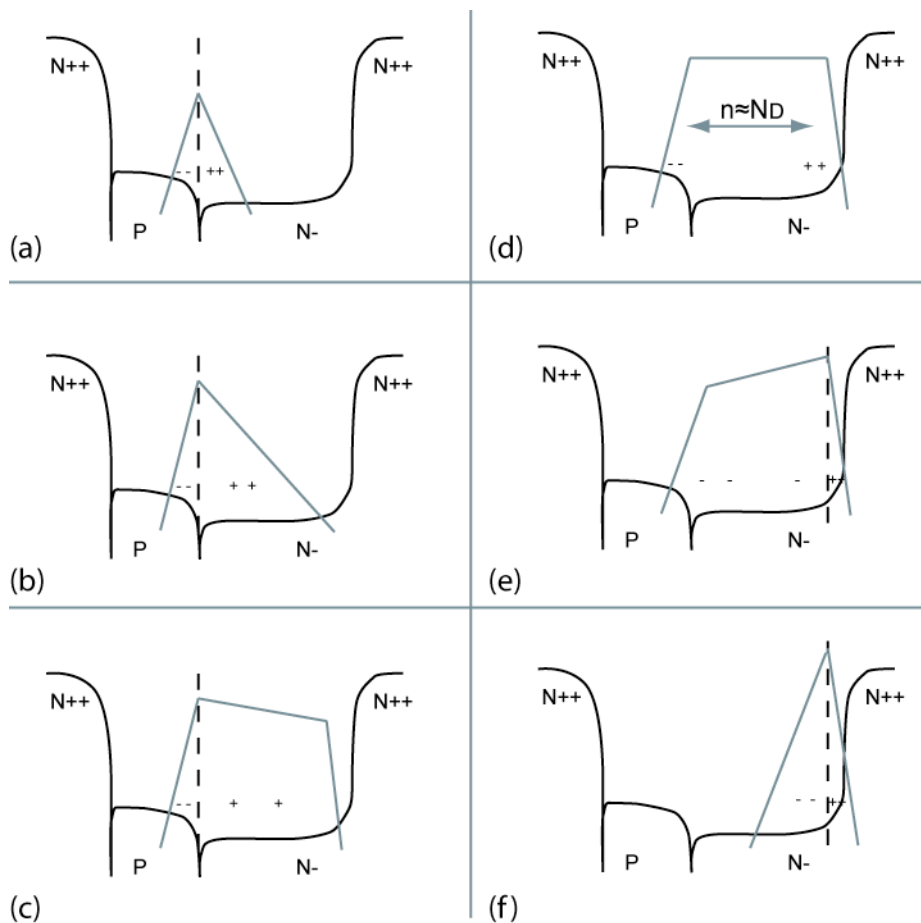 N++
N++
-- ++
P
N-
(a)
N++
N++
n≈ND
-- ++
P
N-
(d)
N++
N++
-- + +
P
N-
(b)
N++
N++
- - - ++
P
N-
(e)
N++
N++
-- + +
P
N-
(c)
N++
N++
-- ++
P
N-
(f)